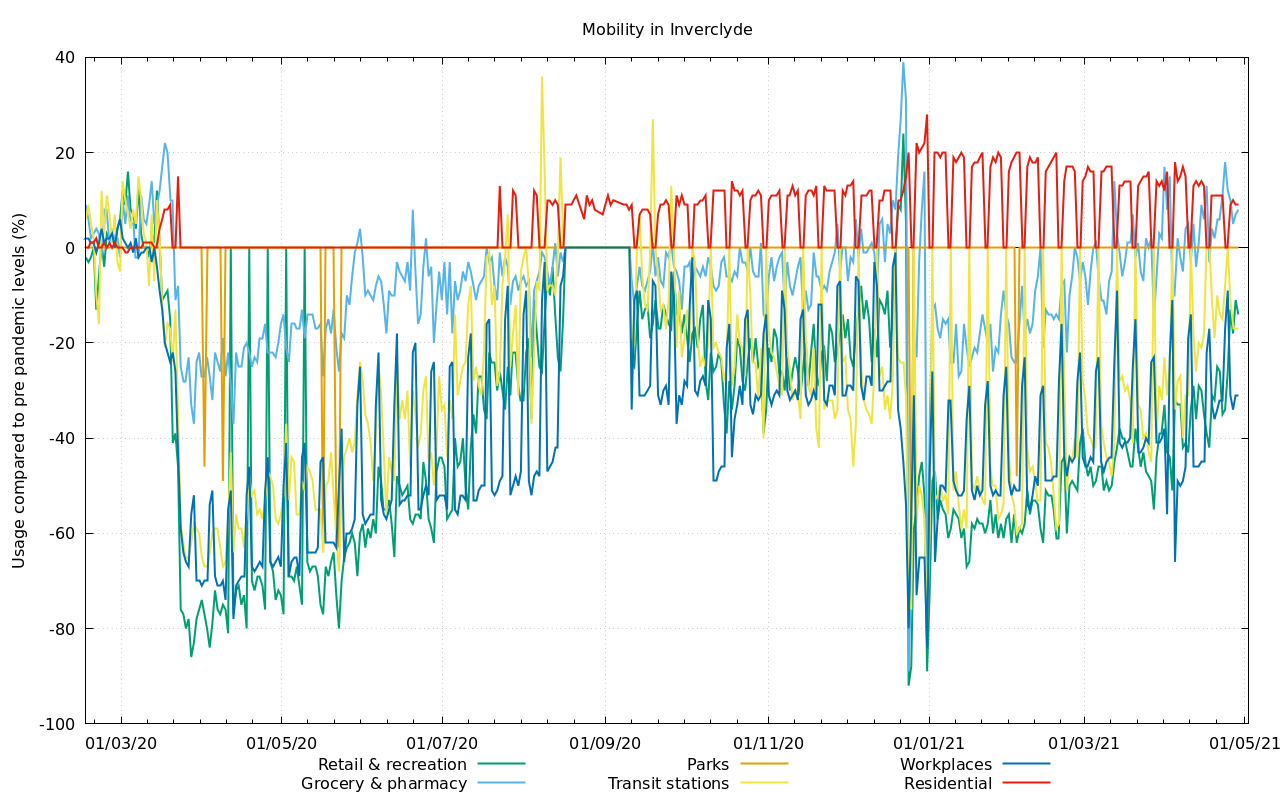 Mobility in Inverclyde
Usage compared to pre pandemic levels (%)
40
20
0
-20
-40
-60
-80
-100
01/03/20 01/05/20 01/07/20 01/09/20 01/11/20 01/01/21 01/03/21 01/05/21
Retail & recreation Parks Workplaces
Grocery & pharmacy Transit stations Residential